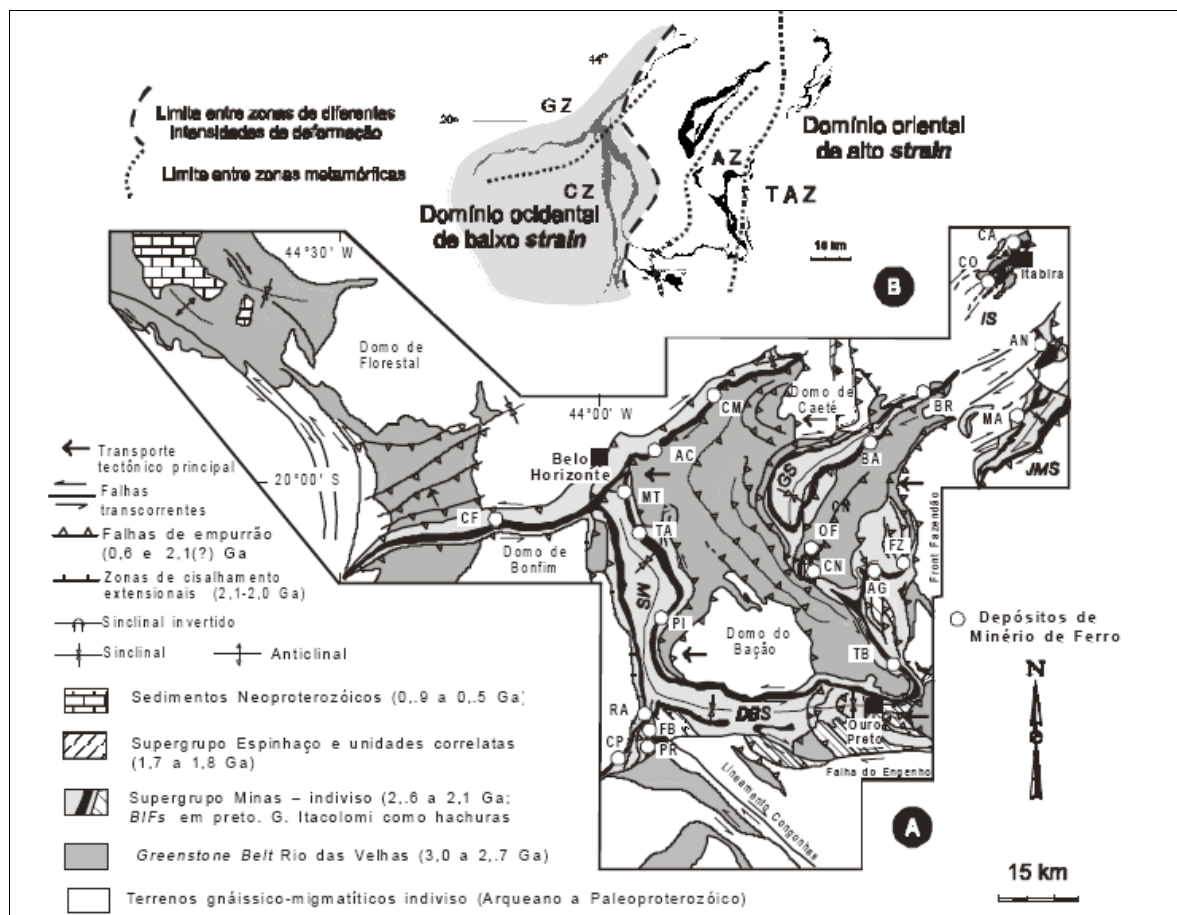 44º
20º
GZ
Limite entre zonas de diferentes
intensidades de deformação
Limite entre zonas metamórficas
CZ
Domínio ocidental
de baixo strain
AZ
TAZ
Domínio oriental
de alto strain
16 km
B
44°30' W
Domo de
Florestal
44°00' W
20°00' S
Belo
Horizonte
CA
CO
Itabira
IS
AN
MA
JMS
BR
BA
Domo de
Caeté
CM
AC
MT
TA
CF
Domo de
Bonfim
MS
PI
GS
CN
OF
CN
FZ
AG
TB
Front Fazendão
Domo do
Bação
DBS
Ouro
Preto
RA
FB
CP
PR
Falha do Engenho
Lineamento Congonhas
A
Depósitos de
Minério de Ferro
N
15 km
Transporte
tectônico principal
Falhas
transcorrentes
Falhas de empurrão
(0,6 e 2,1(?) Ga)
Zonas de cisalhamento
extensionais (2,1-2,0 Ga)
Sinclinal invertido
Sinclinal
Anticlinal
Sedimentos Neoproterozóicos (0,.9 a 0,.5 Ga)
Supergrupo Espinhaço e unidades correlatas
(1,7 a 1,8 Ga)
Supergrupo Minas – indiviso (2,.6 a 2,1 Ga;
BIFs em preto. G. Itacolomi como hachuras
Greenstone Belt Rio das Velhas (3,0 a 2,.7 Ga)
Terrenos gnáissico-migmatíticos indiviso (Arqueano a Paleoproterozóico)